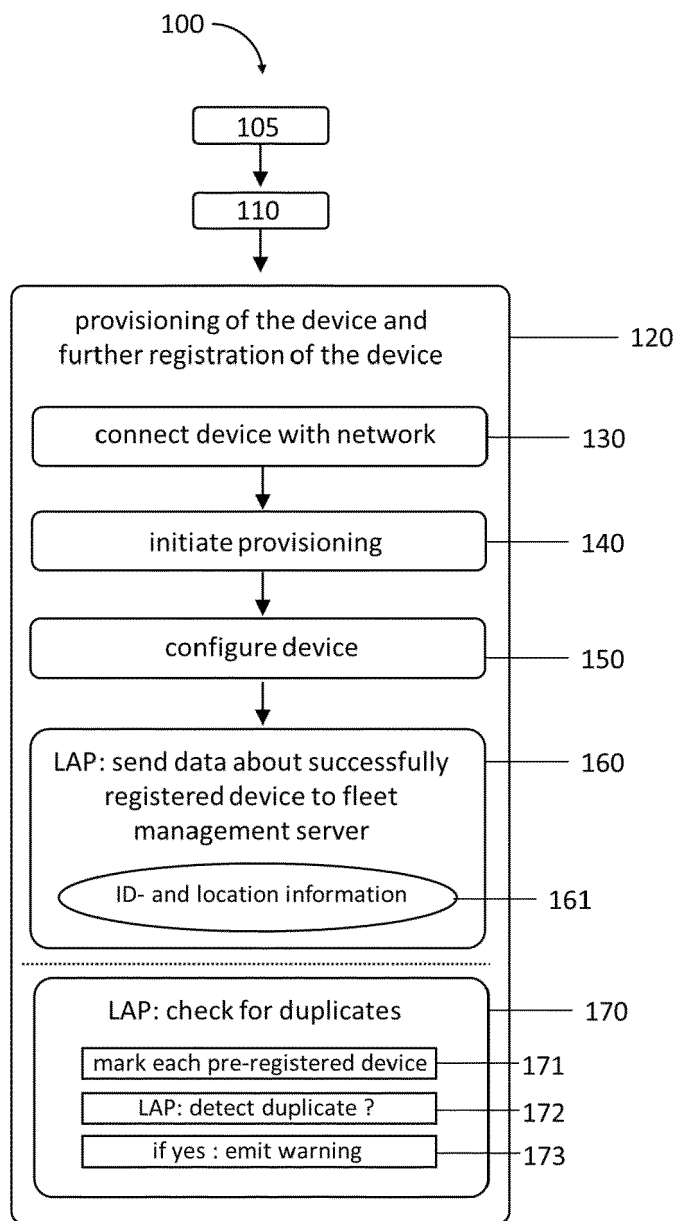 100
105
110
provisioning of the device and
further registration of the device
120
connect device with network
130
initiate provisioning
140
configure device
150
LAP: send data about successfully
registered device to fleet
management server
160
ID- and location information
161
LAP: check for duplicates
170
mark each pre-registered device
171
LAP: detect duplicate ?
172
if yes : emit warning
173